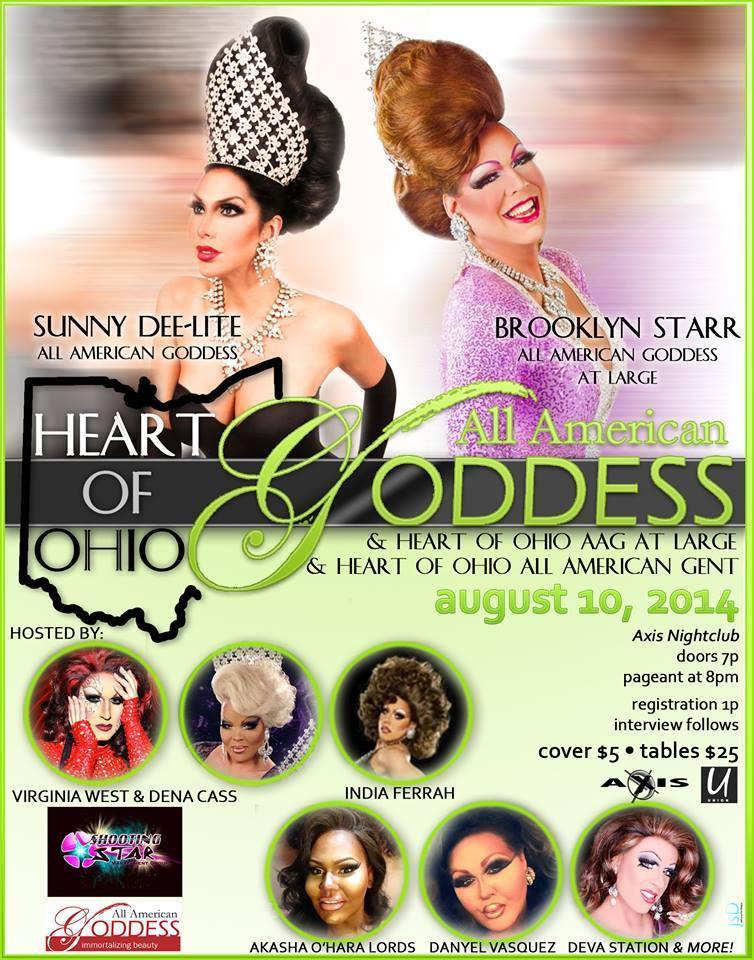 SUNNY DEE-LITE
ALL AMERICAN GODDESS
BROOKLYN STARR
ALL AMERICAN GODDESS
AT LARGE
HEART
OF
OHIO
All American
GODDESS
& HEART OF OHIO AAG AT LARGE
& HEART OF OHIO ALL AMERICAN GENT
august 10, 2014
HOSTED BY:
Axis Nightclub
doors 7p
pageant at 8pm
registration 1p
interview follows
cover $5 • tables $25
AXIS
U
UNION
VIRGINIA WEST & DENA CASS
INDIA FERRAH
SHOOTING
STAR
All American
GODDESS
immortalizing beauty
AKASHA O'HARA LORDS
DANYEL VASQUEZ
DEVA STATION & MORE!
jsD